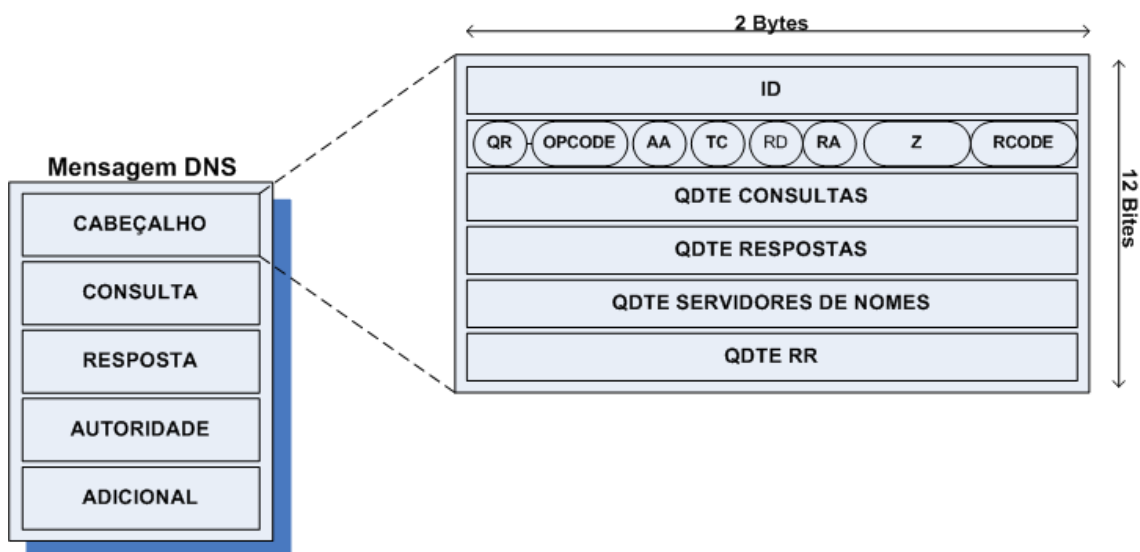 2 Bytes
ID
QR OPCODE AA TC RD RA Z RCODE
QDTE CONSULTAS
QDTE RESPOSTAS
QDTE SERVIDORES DE NOMES
QDTE RR
12 Bites
Mensagem DNS
CABEÇALHO
CONSULTA
RESPOSTA
AUTORIDADE
ADICIONAL